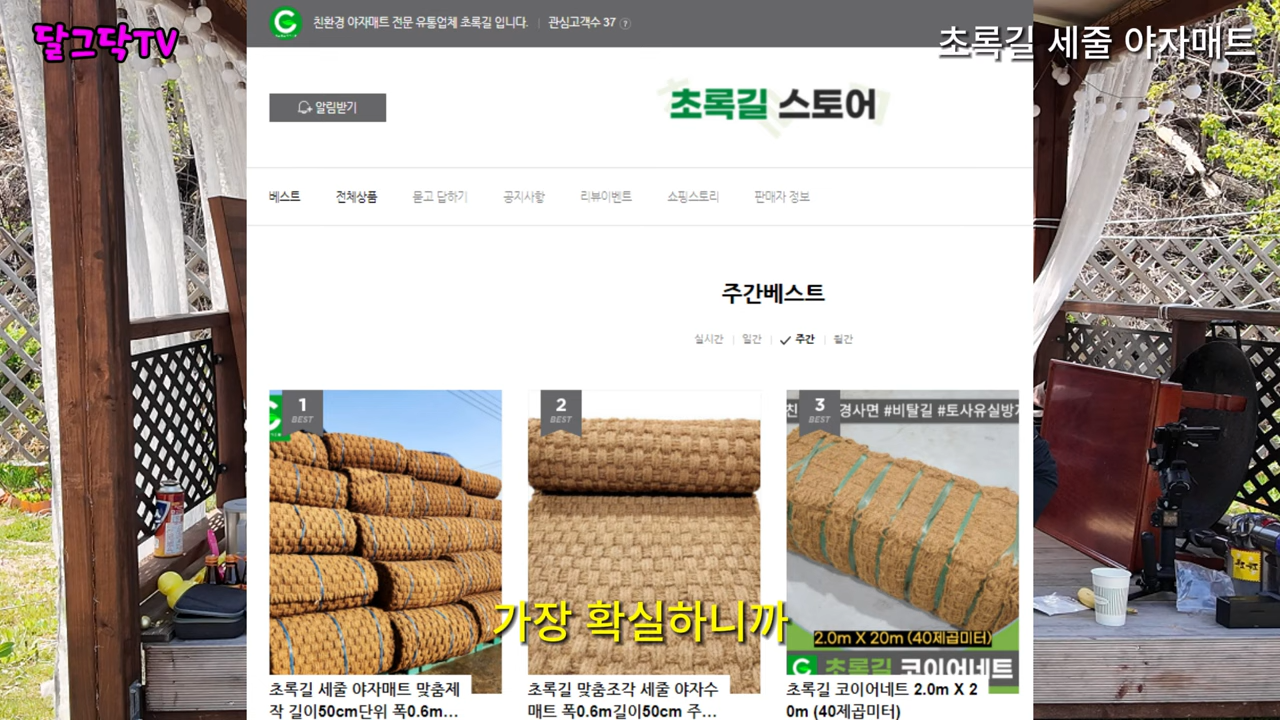 달그닥TV
초록길 세줄 야자매트
친환경 야자매트 전문 유통업체 초록길 입니다.
관심고객수 37
알림받기
초록길 스토어
베스트 전체상품 묻고 답하기 공지사항 리뷰이벤트 쇼핑스토리 판매자 정보
주간베스트
실시간 일간 주간 월간
1 BEST
2 BEST
3 BEST
경사면 #비탈길 #토사유실방지
2.0m X 20m (40제곱미터)
초록길 코이어네트
가장 확실하니까
초록길 세줄 야자매트 맞춤제
작 길이50cm단위 폭0.6m...
초록길 맞춤조각 세줄 야자수
매트 폭0.6m길이50cm 주...
초록길 코이어네트 2.0m X 2
0m (40제곱미터)